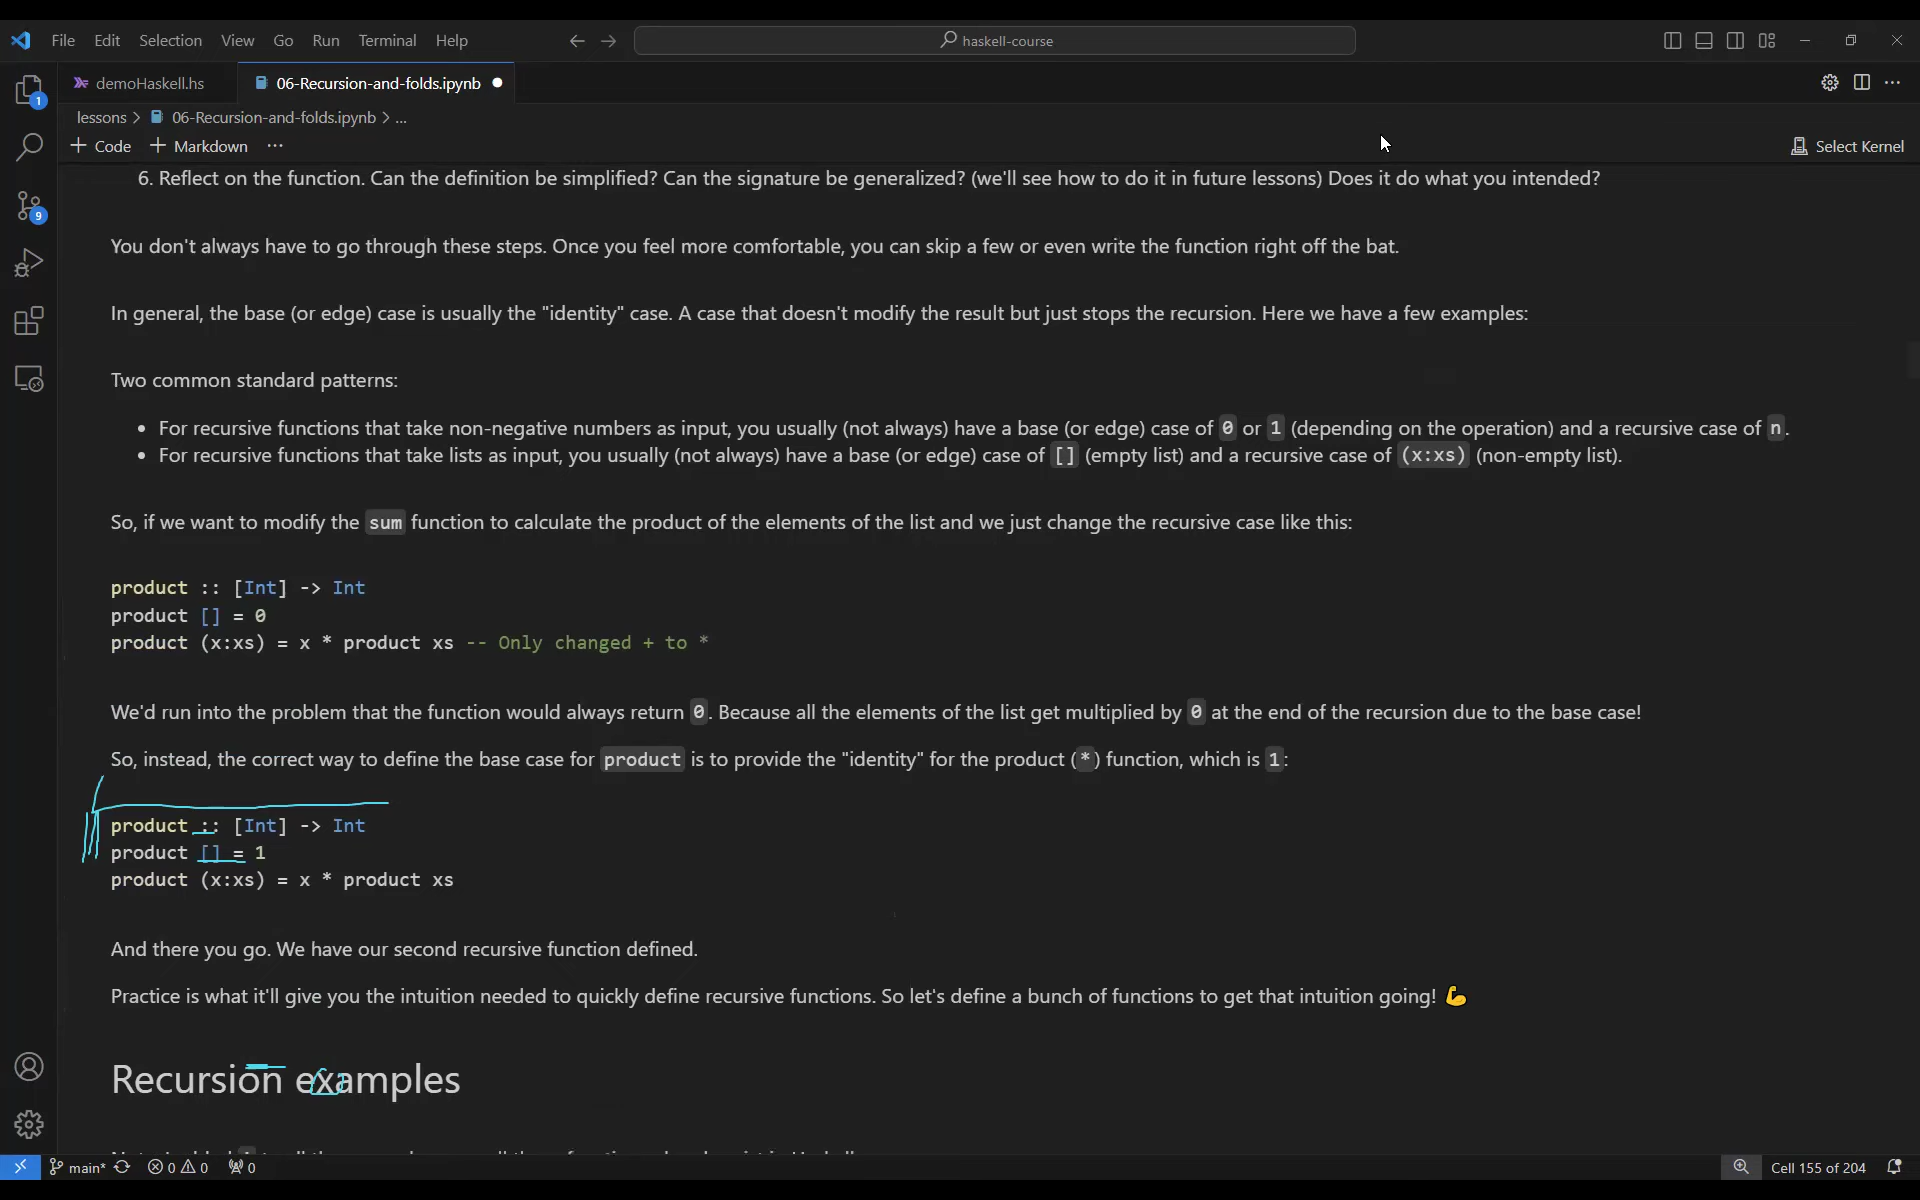 File Edit Selection View Go Run Terminal Help
haskell-course
demoHaskell.hs
06-Recursion-and-folds.ipynb
1
lessons > 06-Recursion-and-folds.ipynb > ...
+ Code + Markdown ...
Select Kernel
6. Reflect on the function. Can the definition be simplified? Can the signature be generalized? (we'll see how to do it in future lessons) Does it do what you intended?
9
You don't always have to go through these steps. Once you feel more comfortable, you can skip a few or even write the function right off the bat.
In general, the base (or edge) case is usually the "identity" case. A case that doesn't modify the result but just stops the recursion. Here we have a few examples:
Two common standard patterns:
• For recursive functions that take non-negative numbers as input, you usually (not always) have a base (or edge) case of 0 or 1 (depending on the operation) and a recursive case of n.
• For recursive functions that take lists as input, you usually (not always) have a base (or edge) case of [] (empty list) and a recursive case of (x:xs) (non-empty list).
So, if we want to modify the sum function to calculate the product of the elements of the list and we just change the recursive case like this:
product :: [Int] -> Int
product [] = 0
product (x:xs) = x * product xs -- Only changed + to *
We'd run into the problem that the function would always return 0. Because all the elements of the list get multiplied by 0 at the end of the recursion due to the base case!
So, instead, the correct way to define the base case for product is to provide the "identity" for the product (*) function, which is 1:
product :: [Int] -> Int
product [] = 1
product (x:xs) = x * product xs
And there you go. We have our second recursive function defined.
Practice is what it'll give you the intuition needed to quickly define recursive functions. So let's define a bunch of functions to get that intuition going! 💪
Recursion examples
main* 0 0 0
Cell 155 of 204